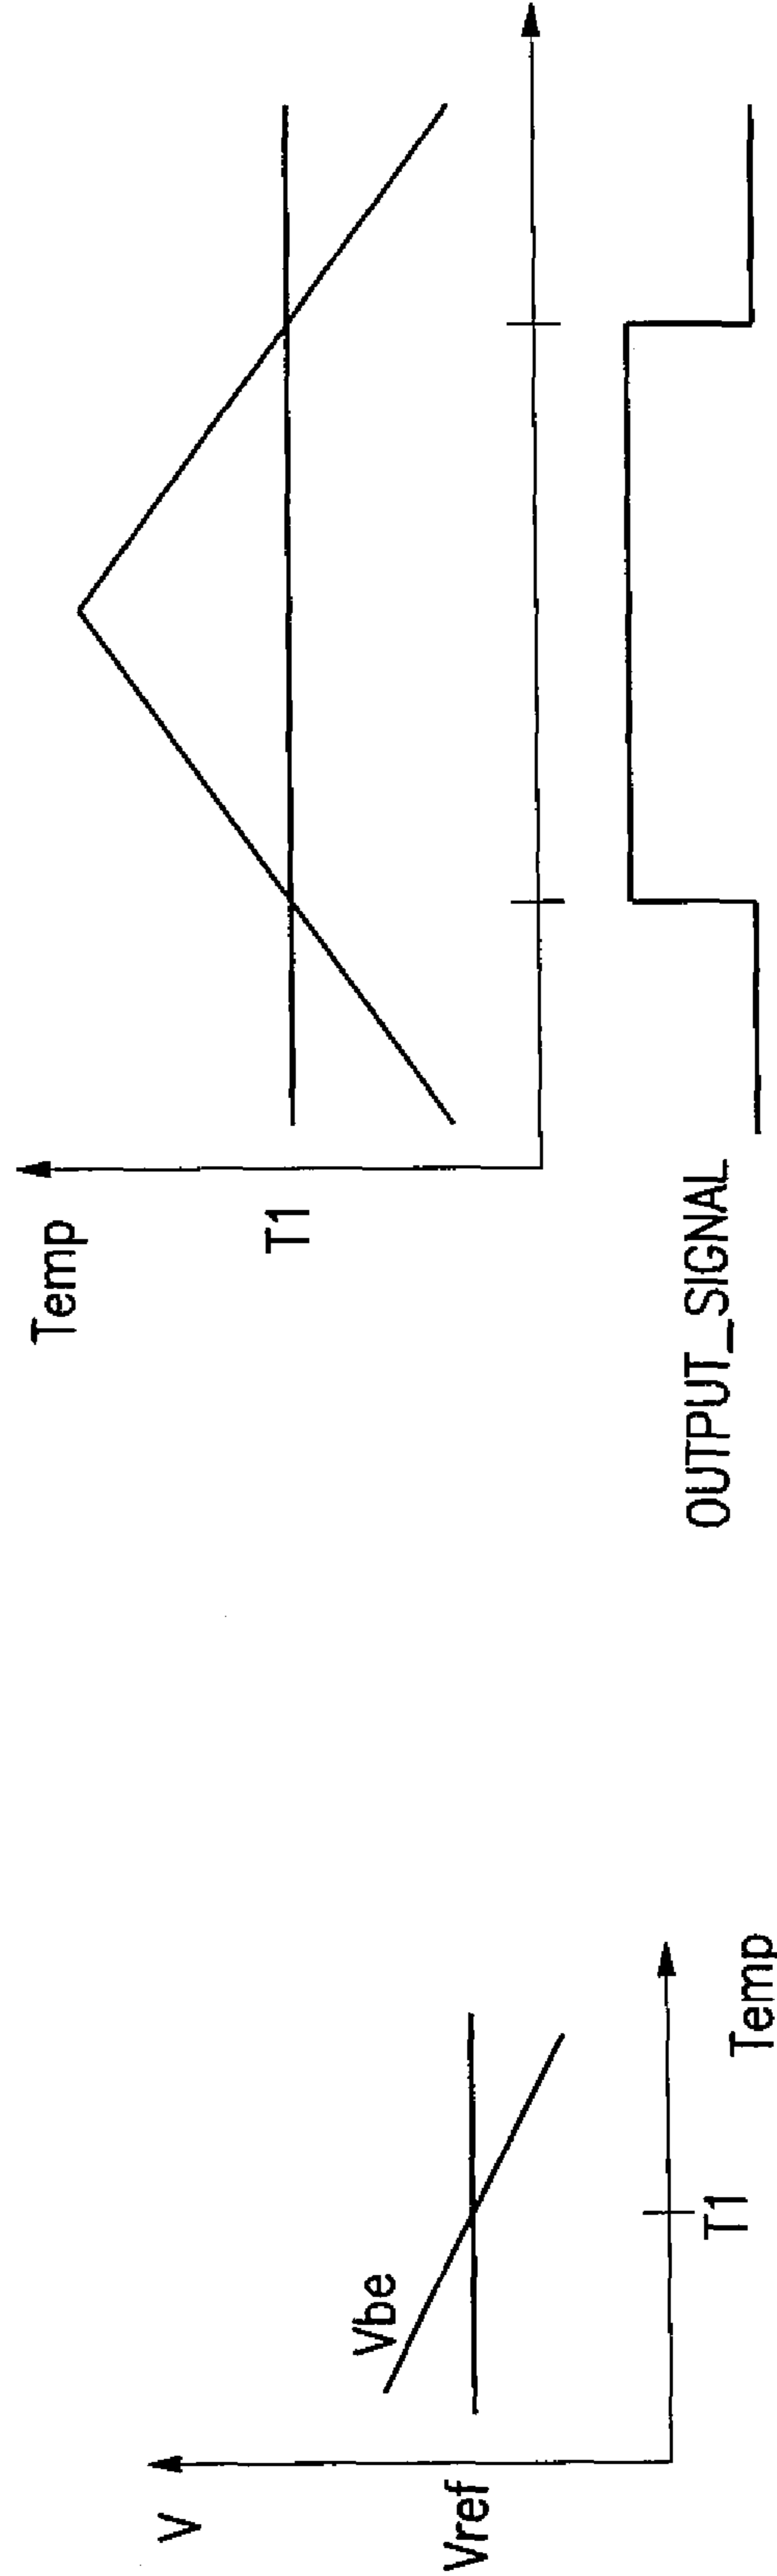 V
Vref
Vbe
T1
Temp
Temp
T1
OUTPUT_SIGNAL